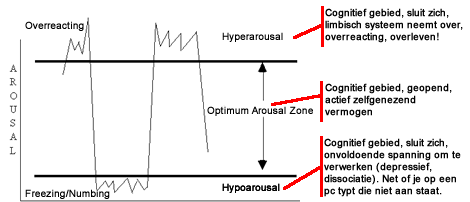 Overreacting
Hyperarousal
Cognitief gebied, sluit zich,
limbisch systeem neemt over,
overreacting, overleven!
AROUSAL
Optimum Arousal Zone
Cognitief gebied, geopend,
actief zelfgenezend
vermogen
Hypoarousal
Freezing/Numbing
Cognitief gebied, sluit zich,
onvoldoende spanning om te
verwerken (depressief,
dissociatie). Net of je op een
pc typt die niet aan staat.